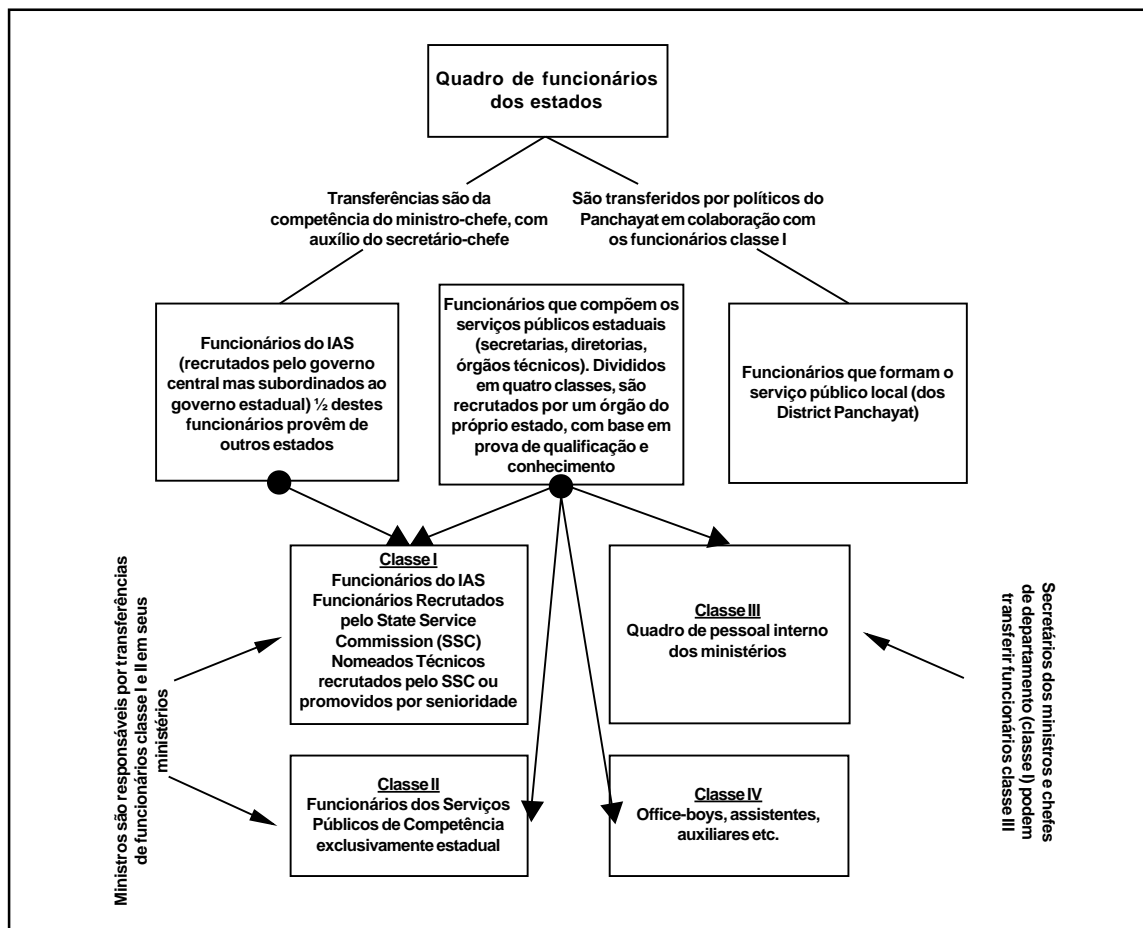 Quadro de funcionários
dos estados
Transferências são da
competência do ministro-chefe, com
auxílio do secretário-chefe
São transferidos por políticos do
Panchayat em colaboração com
os funcionários classe I
Funcionários do IAS
(recrutados pelo governo
central mas subordinados ao
governo estadual) ½ destes
funcionários provêm de
outros estados
Funcionários que compõem os
serviços públicos estaduais
(secretarias, diretorias,
órgãos técnicos). Divididos
em quatro classes, são
recrutados por um órgão do
próprio estado, com base em
prova de qualificação e
conhecimento
Funcionários que formam o
serviço público local (dos
District Panchayat)
Ministros são responsáveis por transferências
de funcionários classe I e II em seus
ministérios
Classe I
Funcionários do IAS
Funcionários Recrutados
pelo State Service
Commission (SSC)
Nomeados Técnicos
recrutados pelo SSC ou
promovidos por senioridade
Classe III
Quadro de pessoal interno
dos ministérios
Secretários dos ministros e chefes
de departamento (classe I) podem
transferir funcionários classe III
Classe II
Funcionários dos Serviços
Públicos de Competência
exclusivamente estadual
Classe IV
Office-boys, assistentes,
auxiliares etc.